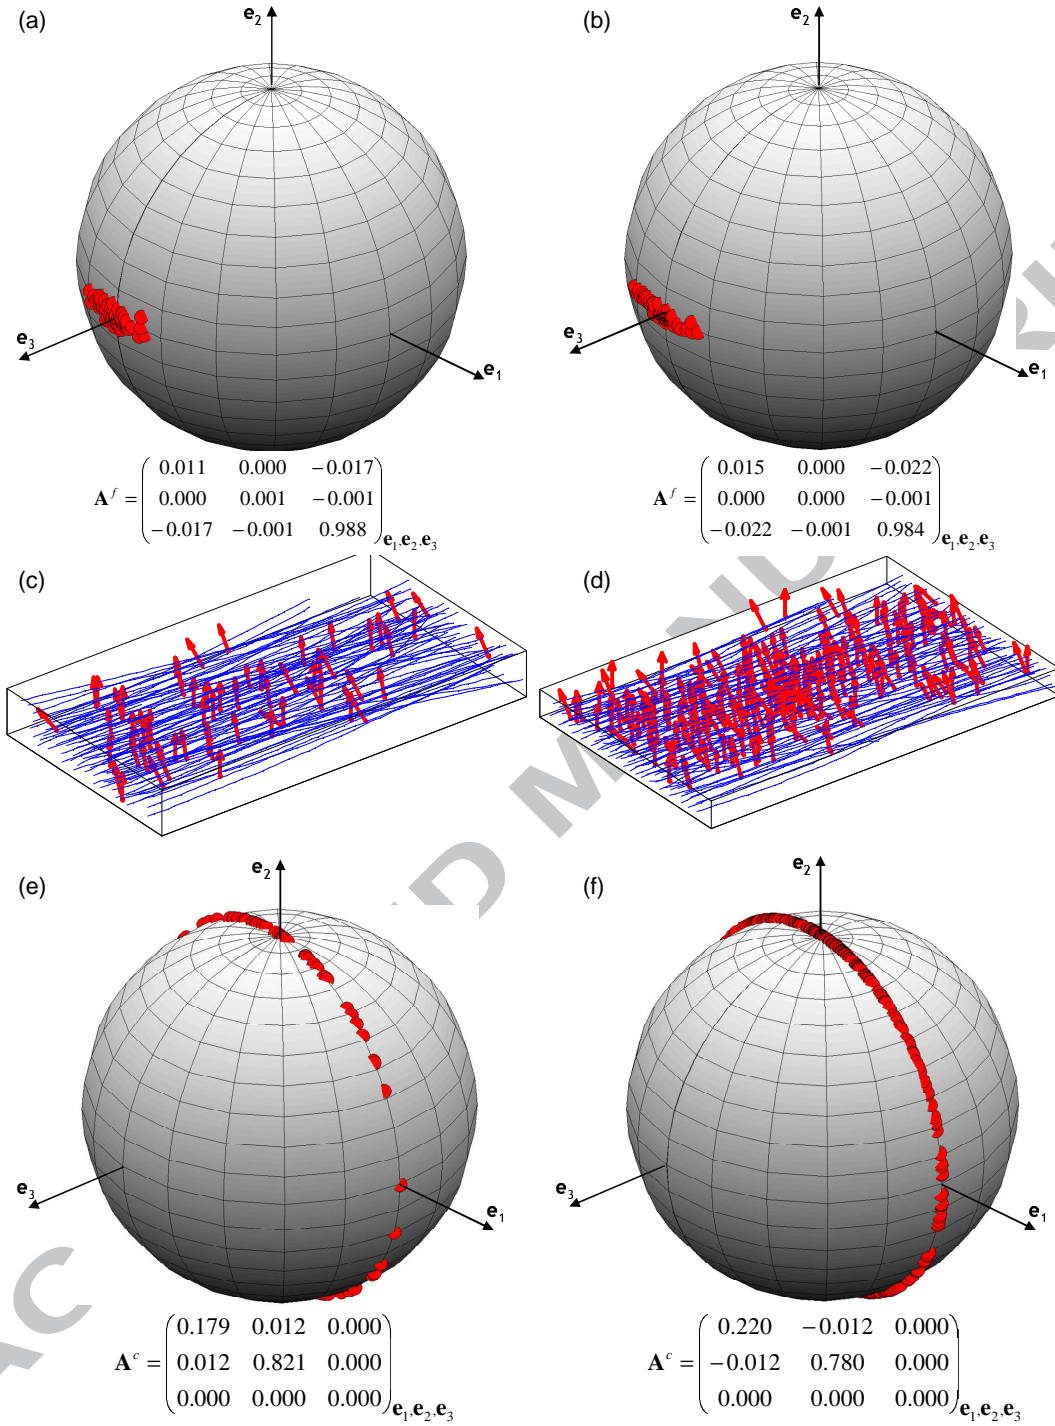 (a) (b)
e2 e2
e3 e1 e3 e1
A^f = ( 0.011 0.000 −0.017 A^f = ( 0.015 0.000 −0.022
0.000 0.001 −0.001 0.000 0.000 −0.001
−0.017 −0.001 0.988 ) e1,e2,e3 −0.022 −0.001 0.984 ) e1,e2,e3
(c) (d)
(e) (f)
e2 e2
e3 e1 e3 e1
A^c = ( 0.179 0.012 0.000 A^c = ( 0.220 −0.012 0.000
0.012 0.821 0.000 −0.012 0.780 0.000
0.000 0.000 0.000 ) e1,e2,e3 0.000 0.000 0.000 ) e1,e2,e3